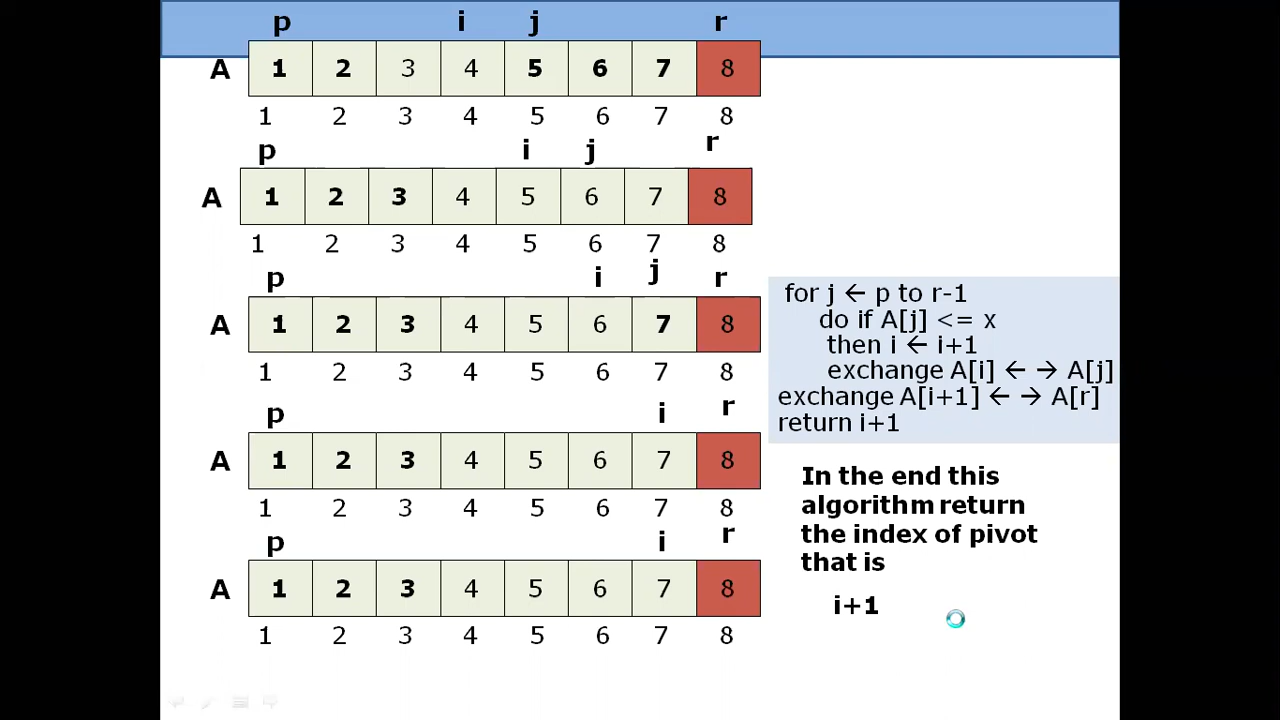 p i j r
A 1 2 3 4 5 6 7 8
1 2 3 4 5 6 7 8
p i j r
A 1 2 3 4 5 6 7 8
1 2 3 4 5 6 7 8
p i j r
A 1 2 3 4 5 6 7 8
1 2 3 4 5 6 7 8
p i r
A 1 2 3 4 5 6 7 8
1 2 3 4 5 6 7 8
p i r
A 1 2 3 4 5 6 7 8
1 2 3 4 5 6 7 8
for j ← p to r-1
do if A[j] <= x
then i ← i+1
exchange A[i] ← → A[j]
exchange A[i+1] ← → A[r]
return i+1
In the end this
algorithm return
the index of pivot
that is
i+1